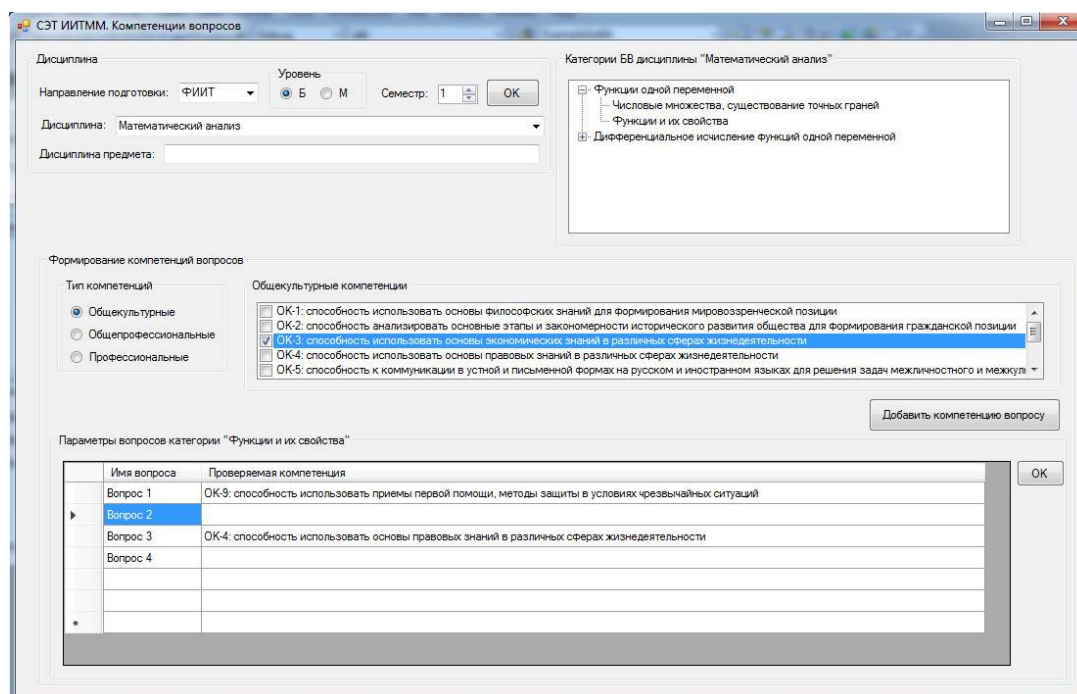 СЭТ ИИТММ. Компетенции вопросов
Дисциплина
Направление подготовки: ФИИТ
Уровень
Б М
Семестр: 1
OK
Дисциплина: Математический анализ
Дисциплина предмета:
Категории БВ дисциплины "Математический анализ"
Функции одной переменной
Числовые множества, существование точных граней
Функции и их свойства
Дифференциальное исчисление функций одной переменной
Формирование компетенций вопросов
Тип компетенций
Общекультурные
Общепрофессиональные
Профессиональные
Общекультурные компетенции
ОК-1: способность использовать основы философских знаний для формирования мировоззренческой позиции
ОК-2: способность анализировать основные этапы и закономерности исторического развития общества для формирования гражданской позиции
ОК-3: способность использовать основы экономических знаний в различных сферах жизнедеятельности
ОК-4: способность использовать основы правовых знаний в различных сферах жизнедеятельности
ОК-5: способность к коммуникации в устной и письменной формах на русском и иностранном языках для решения задач межличностного и межкул
Добавить компетенцию вопросу
Параметры вопросов категории "Функции и их свойства"
Имя вопроса Проверяемая компетенция
Вопрос 1 ОК-9: способность использовать приемы первой помощи, методы защиты в условиях чрезвычайных ситуаций
Вопрос 2
Вопрос 3 ОК-4: способность использовать основы правовых знаний в различных сферах жизнедеятельности
Вопрос 4
OK